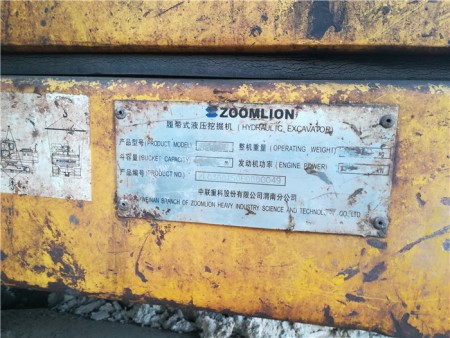 ZOOMLION
履带式液压挖掘机 (HYDRAULIC EXCAVATOR)
产品型号(PRODUCT MODEL) 整机重量(OPERATING WEIGHT) kg
斗容量(BUCKET CAPACITY) 发动机功率(ENGINE POWER)
产品编号(PRODUCT NO.)
中联重科股份有限公司渭南分公司
WEINAN BRANCH OF ZOOMLION HEAVY INDUSTRY SCIENCE AND TECHNOLOGY CO.,LTD